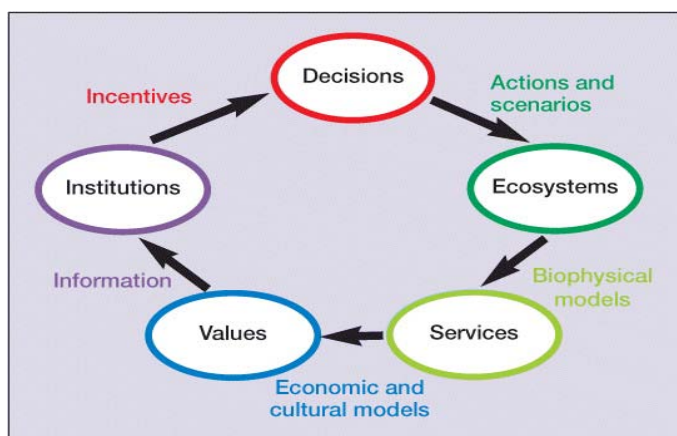 Decisions
Incentives
Actions and
scenarios
Institutions
Ecosystems
Information
Biophysical
models
Values
Services
Economic and
cultural models